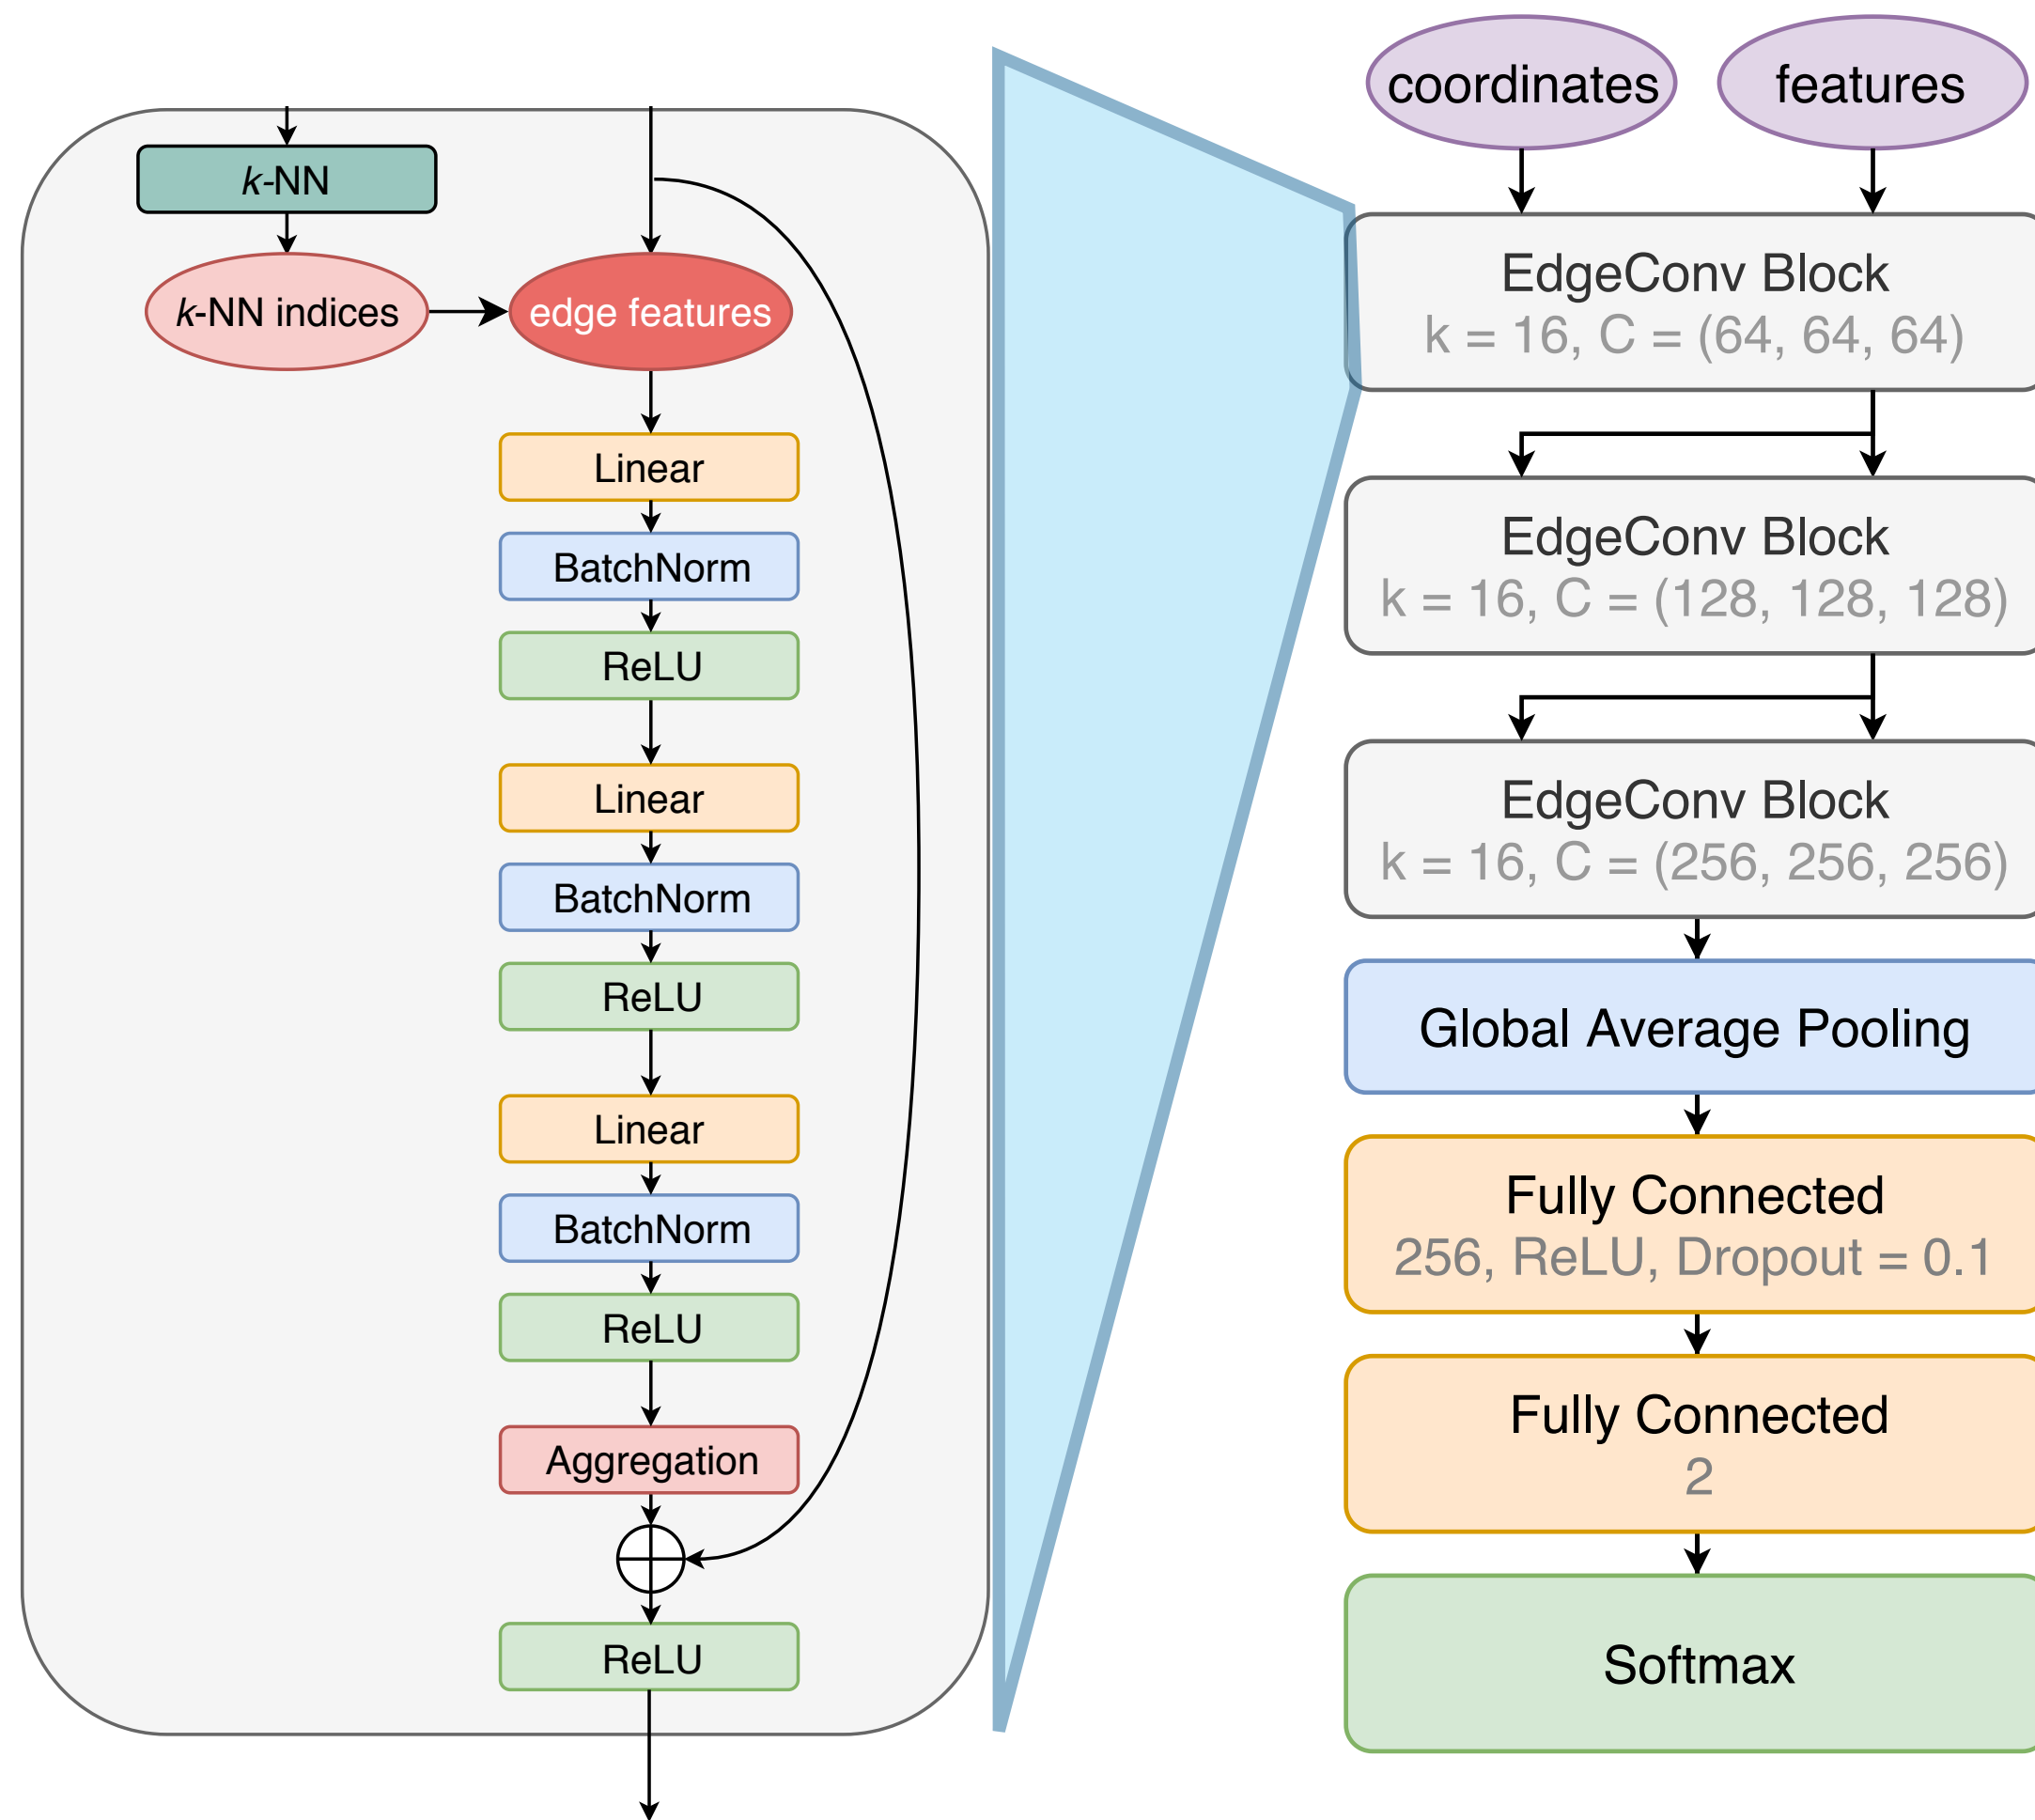 k-NN
k-NN indices
edge features
Linear
BatchNorm
ReLU
Linear
BatchNorm
ReLU
Linear
BatchNorm
ReLU
Aggregation
ReLU
coordinates
features
EdgeConv Block
k = 16, C = (64, 64, 64)
EdgeConv Block
k = 16, C = (128, 128, 128)
EdgeConv Block
k = 16, C = (256, 256, 256)
Global Average Pooling
Fully Connected
256, ReLU, Dropout = 0.1
Fully Connected
2
Softmax